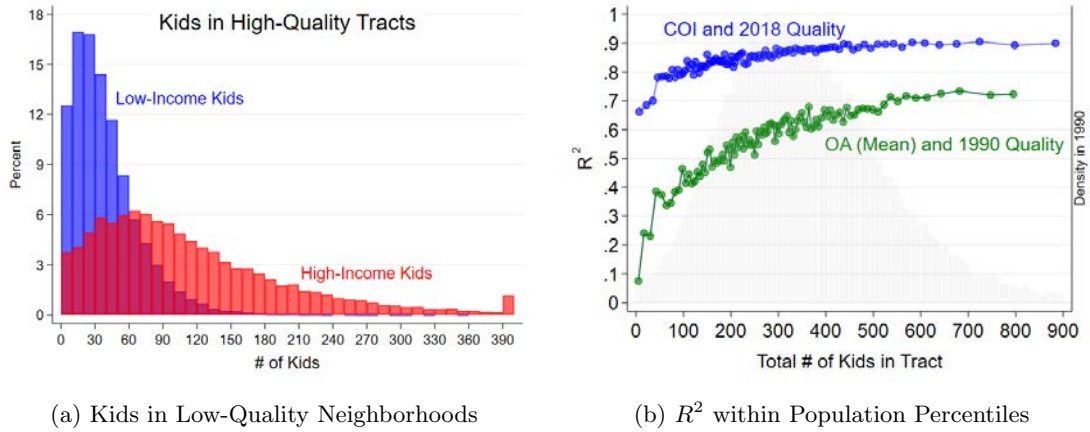 Kids in High-Quality Tracts
Low-Income Kids
High-Income Kids
Percent
18
15
12
9
6
3
0
0 30 60 90 120 150 180 210 240 270 300 330 360 390
# of Kids
(a) Kids in Low-Quality Neighborhoods
COI and 2018 Quality
OA (Mean) and 1990 Quality
R²
1
.9
.8
.7
.6
.5
.4
.3
.2
.1
0
Density in 1990
0 100 200 300 400 500 600 700 800 900
Total # of Kids in Tract
(b) R² within Population Percentiles